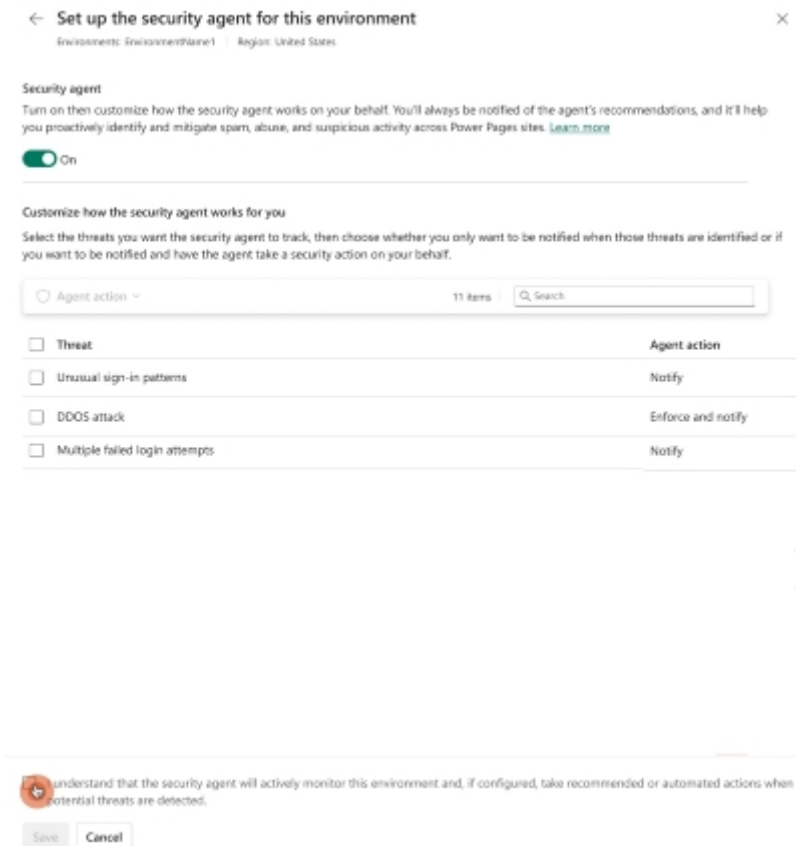 Set up the security agent for this environment
Environments: EnvironmentName1 | Region: United States
Security agent
Turn on then customize how the security agent works on your behalf. You'll always be notified of the agent's recommendations, and it'll help
you proactively identify and mitigate spam, abuse, and suspicious activity across Power Pages sites. Learn more
On
Customize how the security agent works for you
Select the threats you want the security agent to track, then choose whether you only want to be notified when those threats are identified or if
you want to be notified and have the agent take a security action on your behalf.
Agent action 11 items Search
Threat Agent action
Unusual sign-in patterns Notify
DDOS attack Enforce and notify
Multiple failed login attempts Notify
understand that the security agent will actively monitor this environment and, if configured, take recommended or automated actions when
potential threats are detected.
Save Cancel